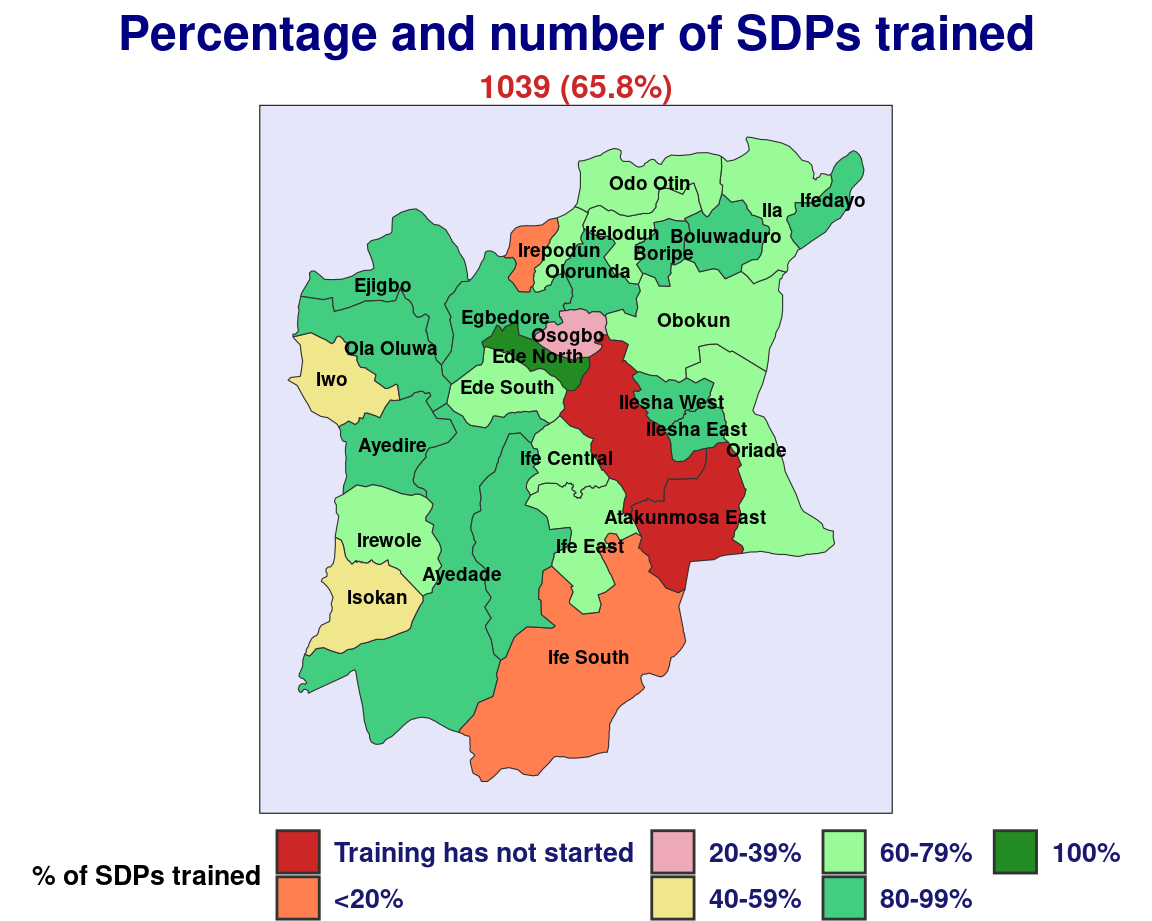 Percentage and number of SDPs trained
1039 (65.8%)
Odo Otin
Ila
Ifedayo
Ifelodun
Boluwaduro
Irepodun
Boripe
Olorunda
Ejigbo
Egbedore
Obokun
Osogbo
Ola Oluwa
Ede North
Iwo
Ede South
Ilesha West
Ilesha East
Ayedire
Oriade
Ife Central
Atakunmosa East
Irewole
Ife East
Ayedade
Isokan
Ife South
% of SDPs trained
Training has not started
<20%
20-39%
40-59%
60-79%
80-99%
100%